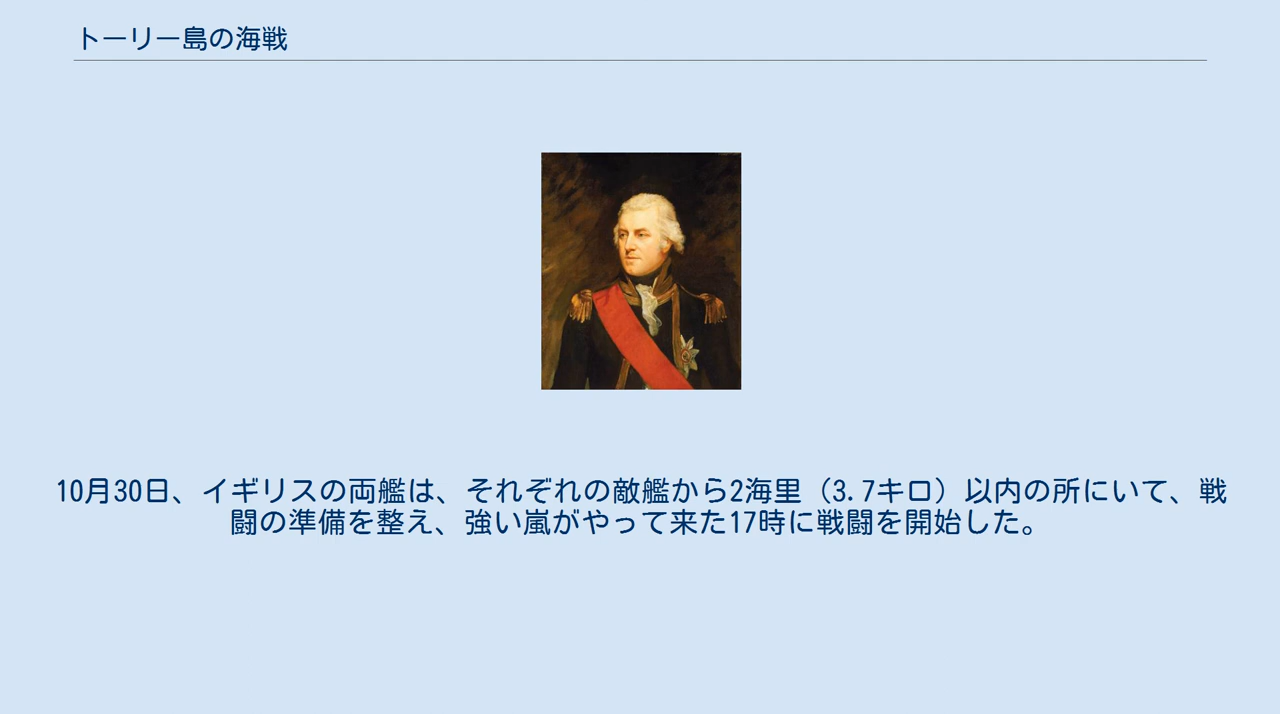 トーリー島の海戦
10月30日、イギリスの両艦は、それぞれの敵艦から2海里（3.7キロ）以内の所にいて、戦
闘の準備を整え、強い嵐がやって来た17時に戦闘を開始した。